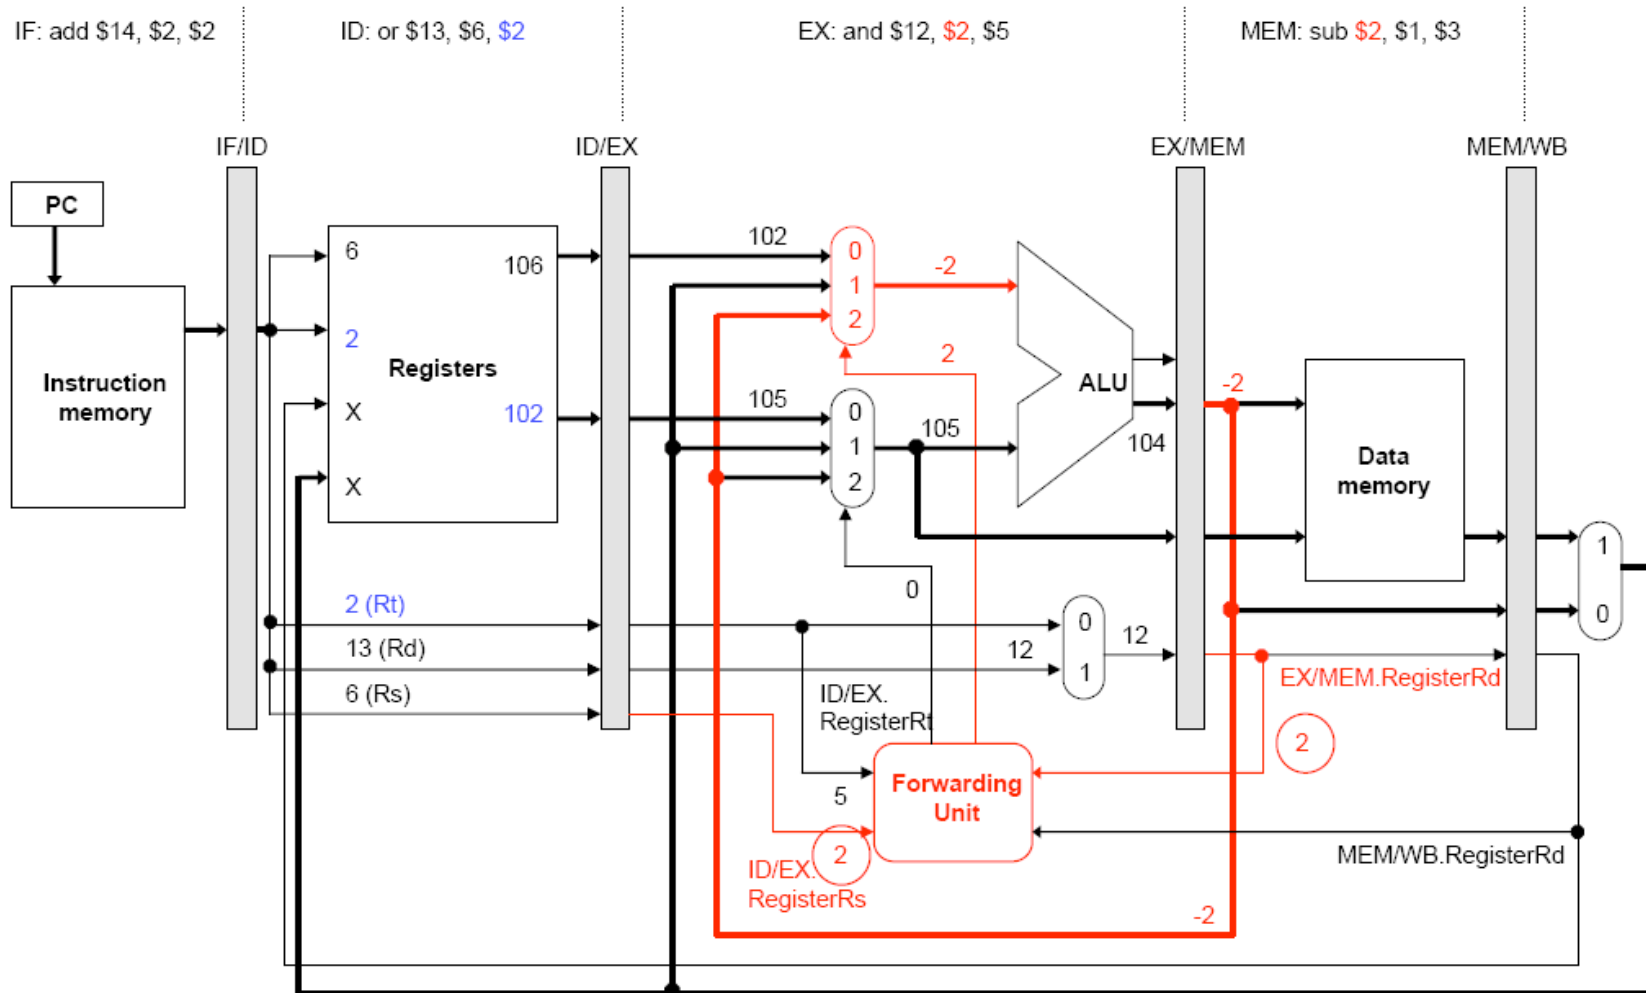 IF: add $14, $2, $2
ID: or $13, $6, $2
EX: and $12, $2, $5
MEM: sub $2, $1, $3
IF/ID
ID/EX
EX/MEM
MEM/WB
PC
Instruction
memory
6
2
X
X
Registers
106
102
102
0
1
2
-2
2
105
0
1
2
105
0
ALU
104
-2
Data
memory
1
0
2 (Rt)
13 (Rd)
6 (Rs)
12
0
1
12
ID/EX.
RegisterRt
EX/MEM.RegisterRd
2
Forwarding
Unit
5
2
ID/EX.
RegisterRs
MEM/WB.RegisterRd
-2